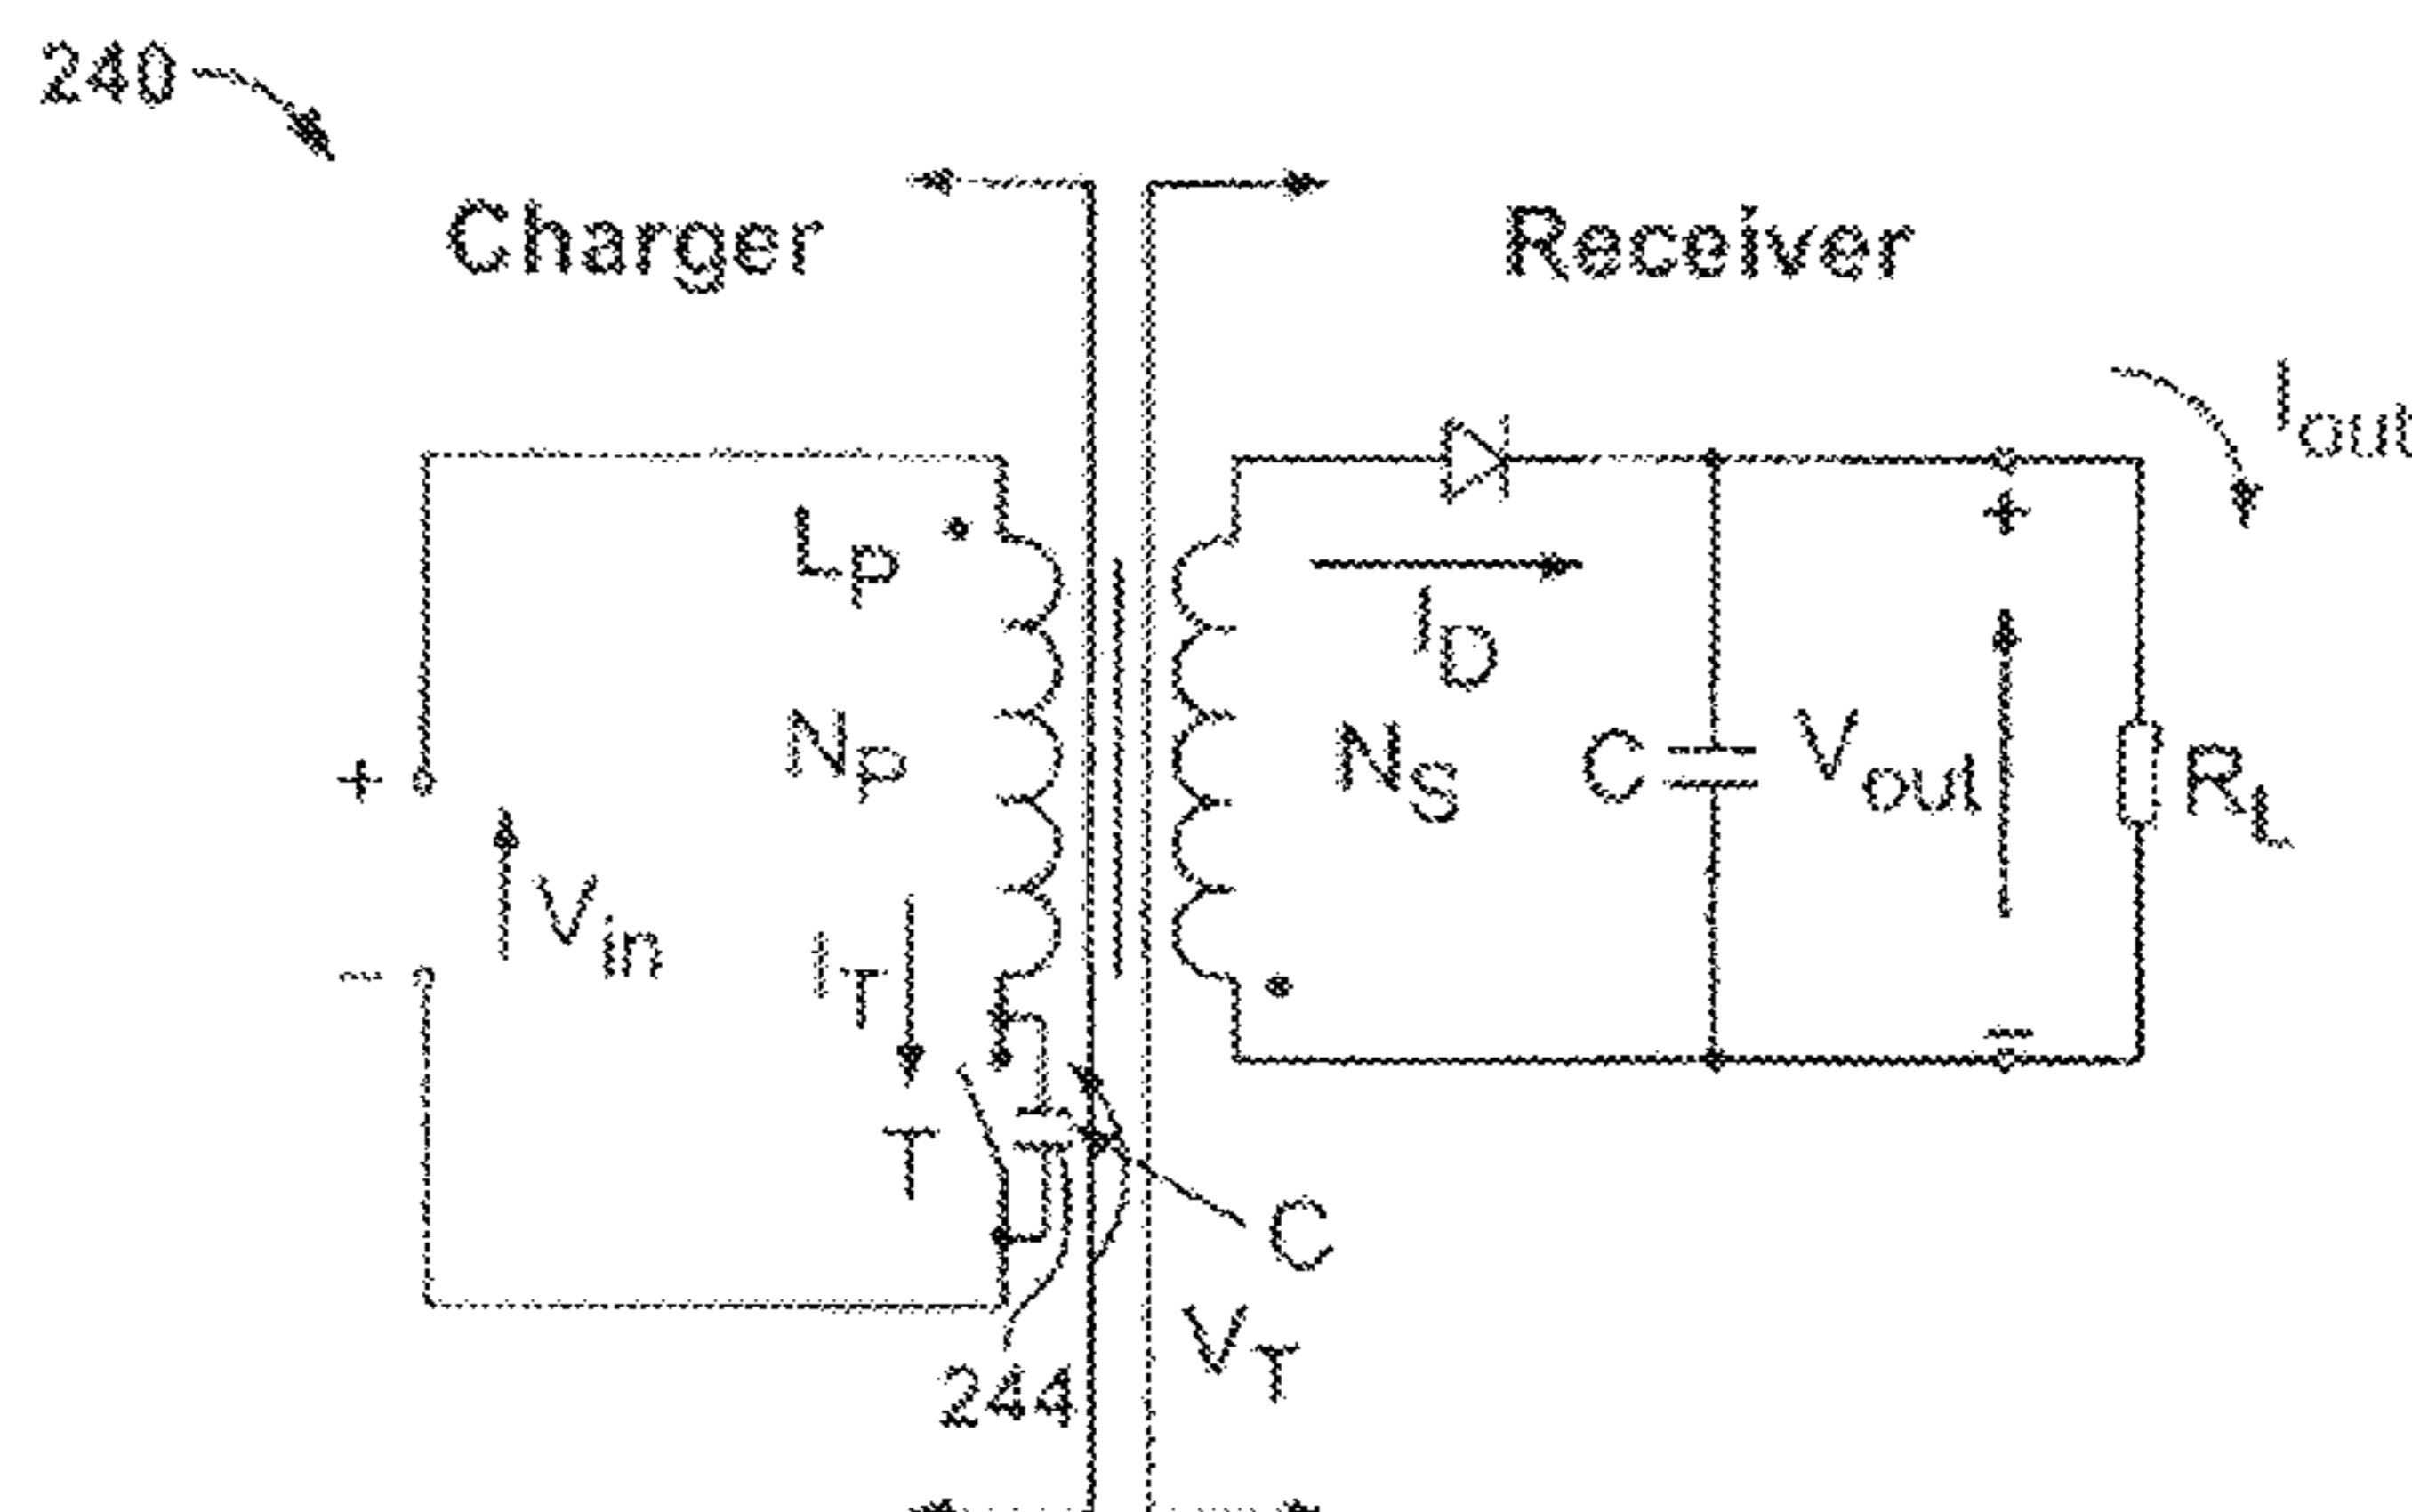 240
Charger
Receiver
Iout
LP
ID
NP
NS
C
Vout
RL
+
+
Vin
IT
−
−
T
C
VT
244